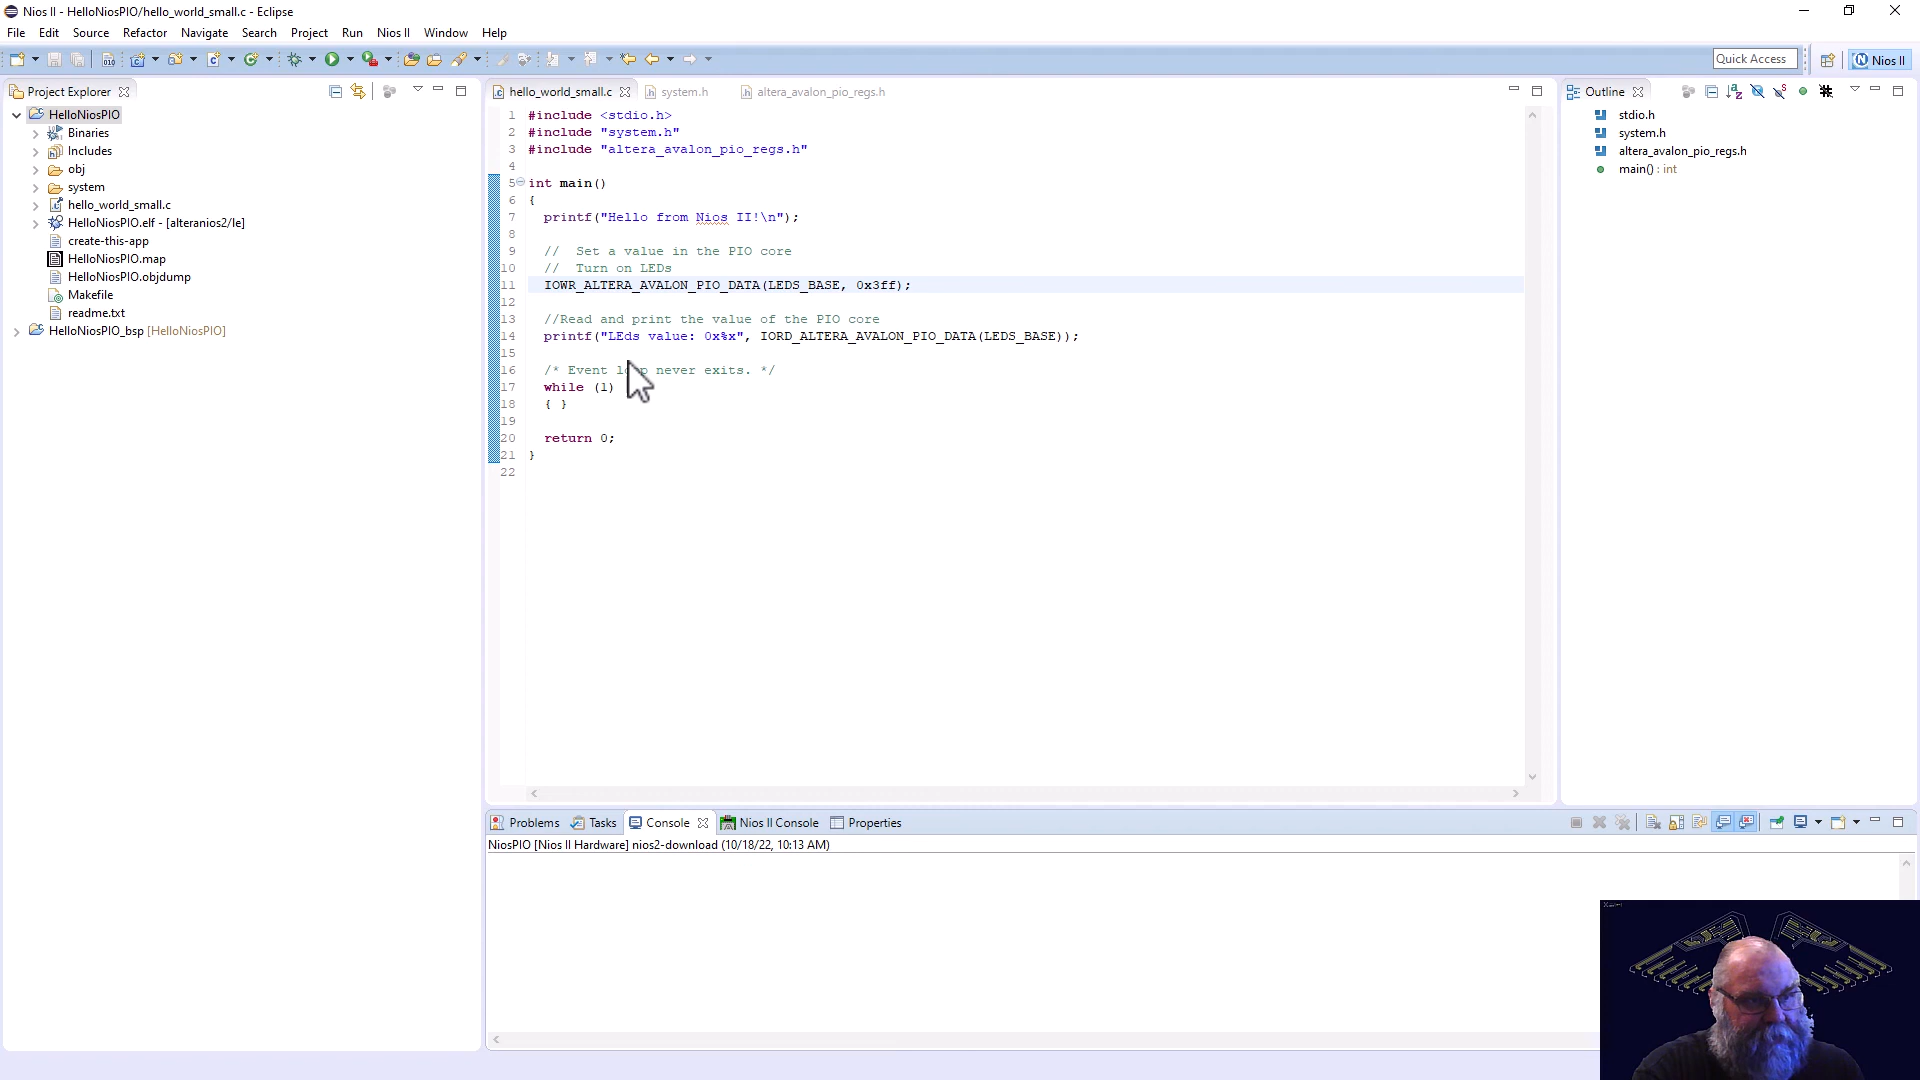 Nios II - HelloNiosPIO/hello_world_small.c - Eclipse
File Edit Source Refactor Navigate Search Project Run Nios II Window Help
Quick Access
Nios II
Project Explorer
HelloNiosPIO
Binaries
Includes
obj
system
hello_world_small.c
HelloNiosPIO.elf - [alteranios2/le]
create-this-app
HelloNiosPIO.map
HelloNiosPIO.objdump
Makefile
readme.txt
HelloNiosPIO_bsp [HelloNiosPIO]
hello_world_small.c system.h altera_avalon_pio_regs.h
1 #include <stdio.h>
2 #include "system.h"
3 #include "altera_avalon_pio_regs.h"
4
5 int main()
6 {
7 printf("Hello from Nios II!\n");
8
9 // Set a value in the PIO core
10 // Turn on LEDs
11 IOWR_ALTERA_AVALON_PIO_DATA(LEDS_BASE, 0x3ff);
12
13 //Read and print the value of the PIO core
14 printf("LEds value: 0x%x", IORD_ALTERA_AVALON_PIO_DATA(LEDS_BASE));
15
16 /* Event loop never exits. */
17 while (1)
18 { }
19
20 return 0;
21 }
22
Outline
stdio.h
system.h
altera_avalon_pio_regs.h
main() : int
Problems Tasks Console Nios II Console Properties
NiosPIO [Nios II Hardware] nios2-download (10/18/22, 10:13 AM)